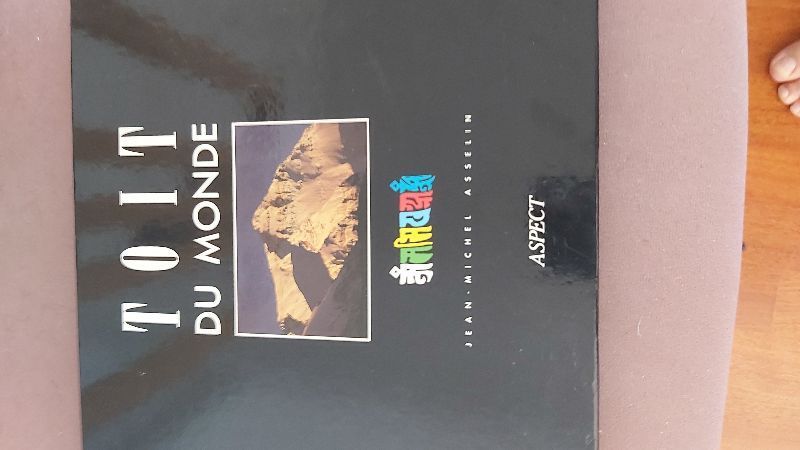 TOIT
DU MONDE
JEAN-MICHEL ASSELIN
ASPECT